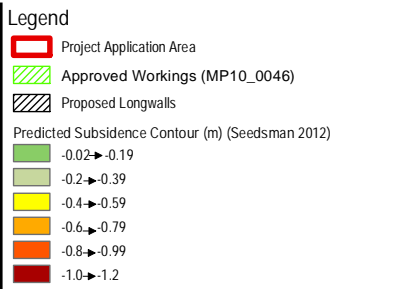 Legend
Project Application Area
Approved Workings (MP10_0046)
Proposed Longwalls
Predicted Subsidence Contour (m) (Seedsman 2012)
-0.02→-0.19
-0.2→-0.39
-0.4→-0.59
-0.6→-0.79
-0.8→-0.99
-1.0→-1.2